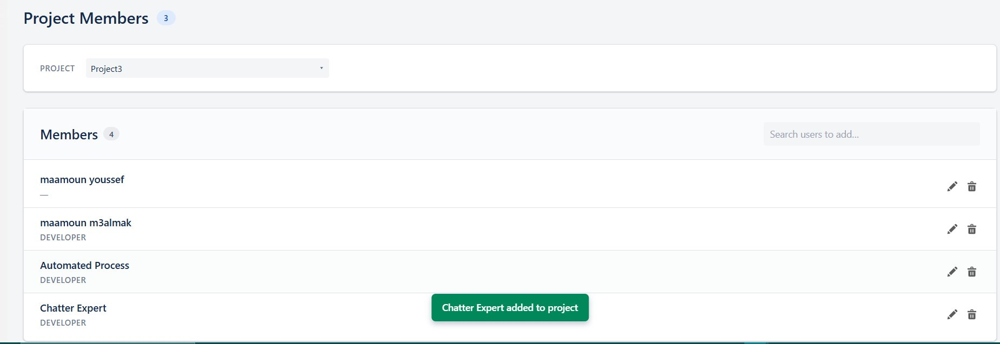 Project Members 3
PROJECT Project3
Members 4 Search users to add...
maamoun youssef
—
maamoun m3almak
DEVELOPER
Automated Process
DEVELOPER
Chatter Expert
DEVELOPER
Chatter Expert added to project